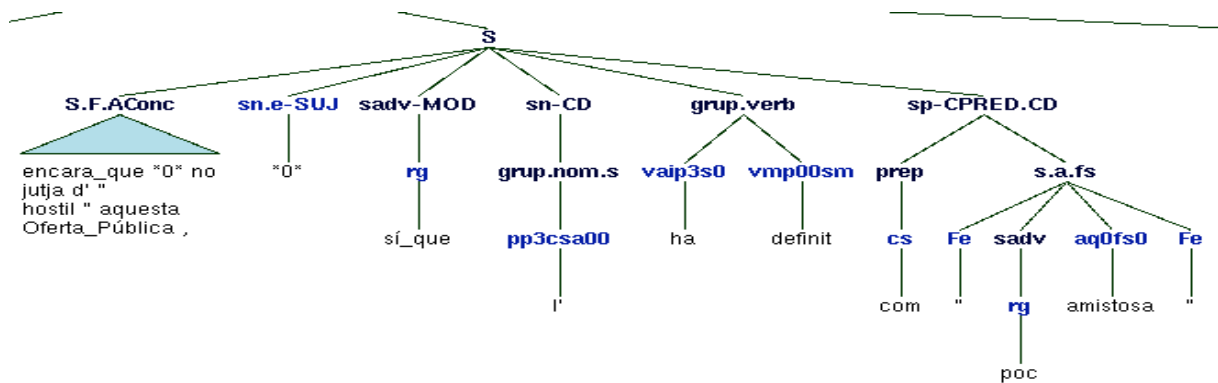 S
S.F.AConc sn.e-SUJ sadv-MOD sn-CD grup.verb sp-CPRED.CD
encara_que *0* no
jutja d' "
hostil " aquesta
Oferta_Pública ,
*0* rg grup.nom.s vaip3s0 vmp00sm prep s.a.fs
sí_que pp3csa00 ha definit cs Fe sadv aq0fs0 Fe
l' com " rg amistosa "
poc